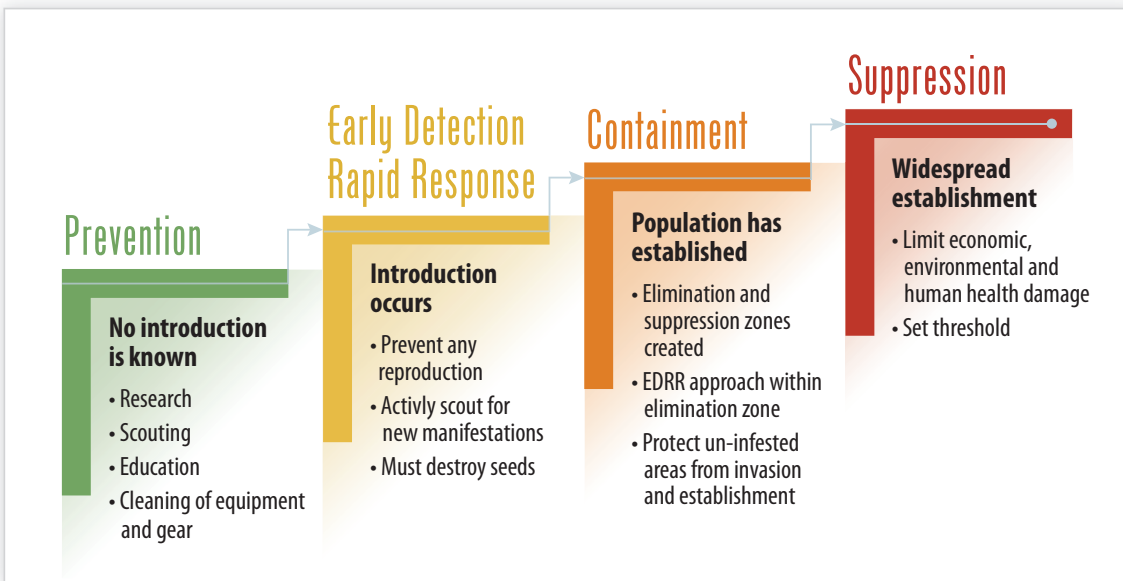 Prevention
No introduction
is known
• Research
• Scouting
• Education
• Cleaning of equipment
and gear
Early Detection
Rapid Response
Introduction
occurs
• Prevent any
reproduction
• Activly scout for
new manifestations
• Must destroy seeds
Containment
Population has
established
• Elimination and
suppression zones
created
• EDRR approach within
elimination zone
• Protect un-infested
areas from invasion
and establishment
Suppression
Widespread
establishment
• Limit economic,
environmental and
human health damage
• Set threshold